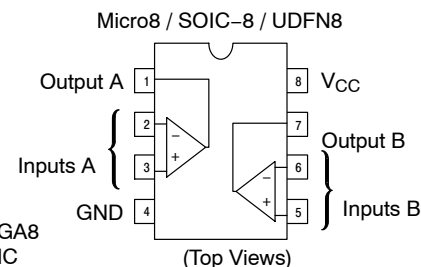 Micro8 / SOIC–8 / UDFN8
Output A 1 8 VCC
2 7
– Output B
Inputs A + – 6
3 +
GND 4 5 Inputs B
GA8
IC
(Top Views)